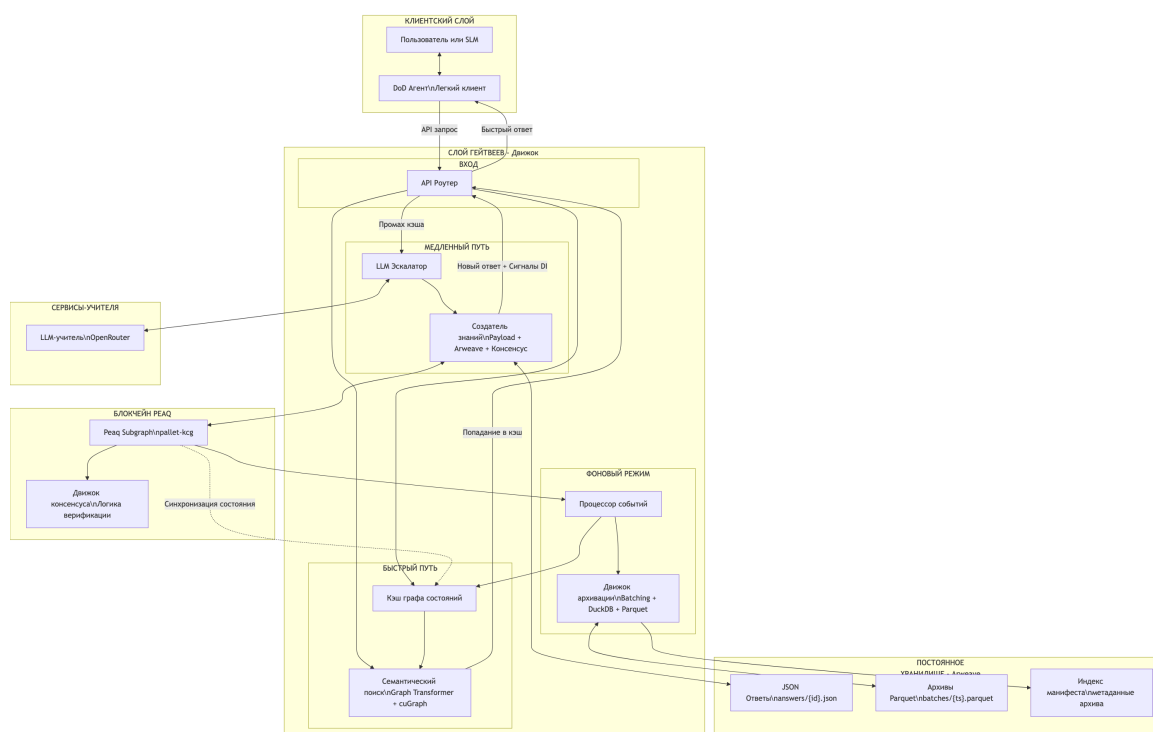 КЛИЕНТСКИЙ СЛОЙ
Пользователь или SLM
DoD Агент\nЛегкий клиент
API запрос
Быстрый ответ
СЛОЙ ГЕЙТВЕЕВ - Движок
ВХОД
API Роутер
Промах кэша
МЕДЛЕННЫЙ ПУТЬ
LLM Эскалатор
Новый ответ + Сигналы DI
Создатель
знаний\nPayload +
Arweave + Консенсус
СЕРВИСЫ-УЧИТЕЛЯ
LLM-учитель\nOpenRouter
БЛОКЧЕЙН PEAQ
Peaq Subgraph\npallet-kcg
Движок
консенсуса\nЛогика
верификации
Синхронизация состояния
Попадание в кэш
ФОНОВЫЙ РЕЖИМ
Процессор событий
Движок
архивации\nBatching +
DuckDB + Parquet
БЫСТРЫЙ ПУТЬ
Кэш графа состояний
Семантический
поиск\nGraph Transformer
+ cuGraph
ПОСТОЯННОЕ
ХРАНИЛИЩЕ - Arweave
JSON
Ответы\nanswers/{id}.json
Архивы
Parquet\nbatches/{ts}.parquet
Индекс
манифеста\nметаданные
архива